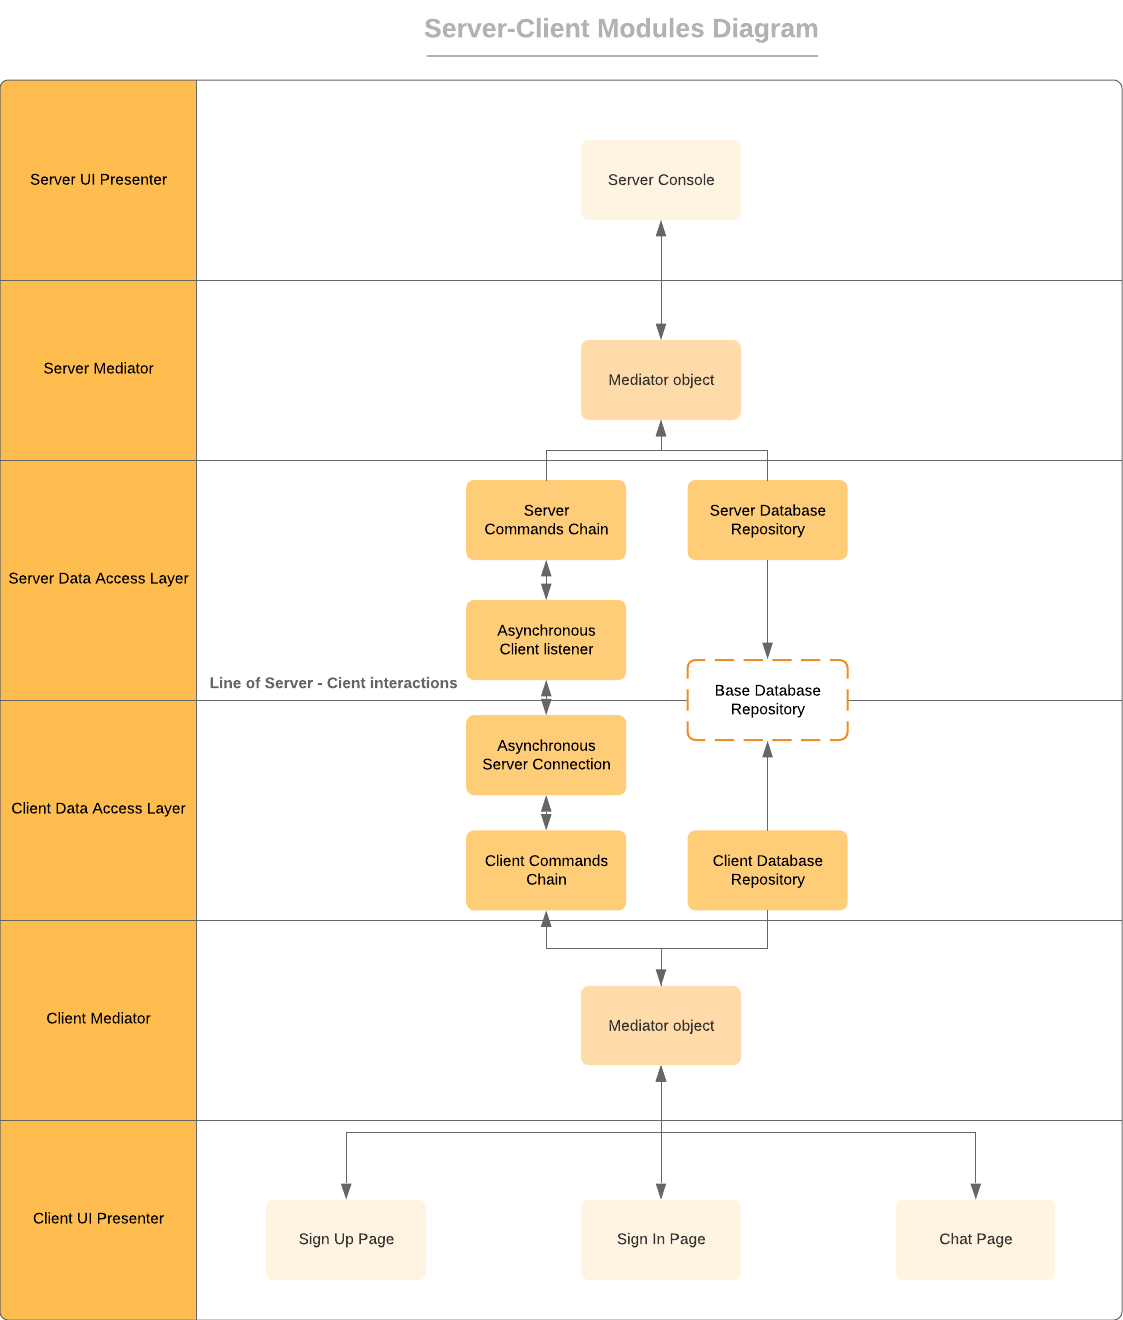 Server-Client Modules Diagram
Server UI Presenter
Server Console
Server Mediator
Mediator object
Server Data Access Layer
Server
Commands Chain
Server Database
Repository
Asynchronous
Client listener
Line of Server - Cient interactions
Base Database
Repository
Client Data Access Layer
Asynchronous
Server Connection
Client Commands
Chain
Client Database
Repository
Client Mediator
Mediator object
Client UI Presenter
Sign Up Page
Sign In Page
Chat Page